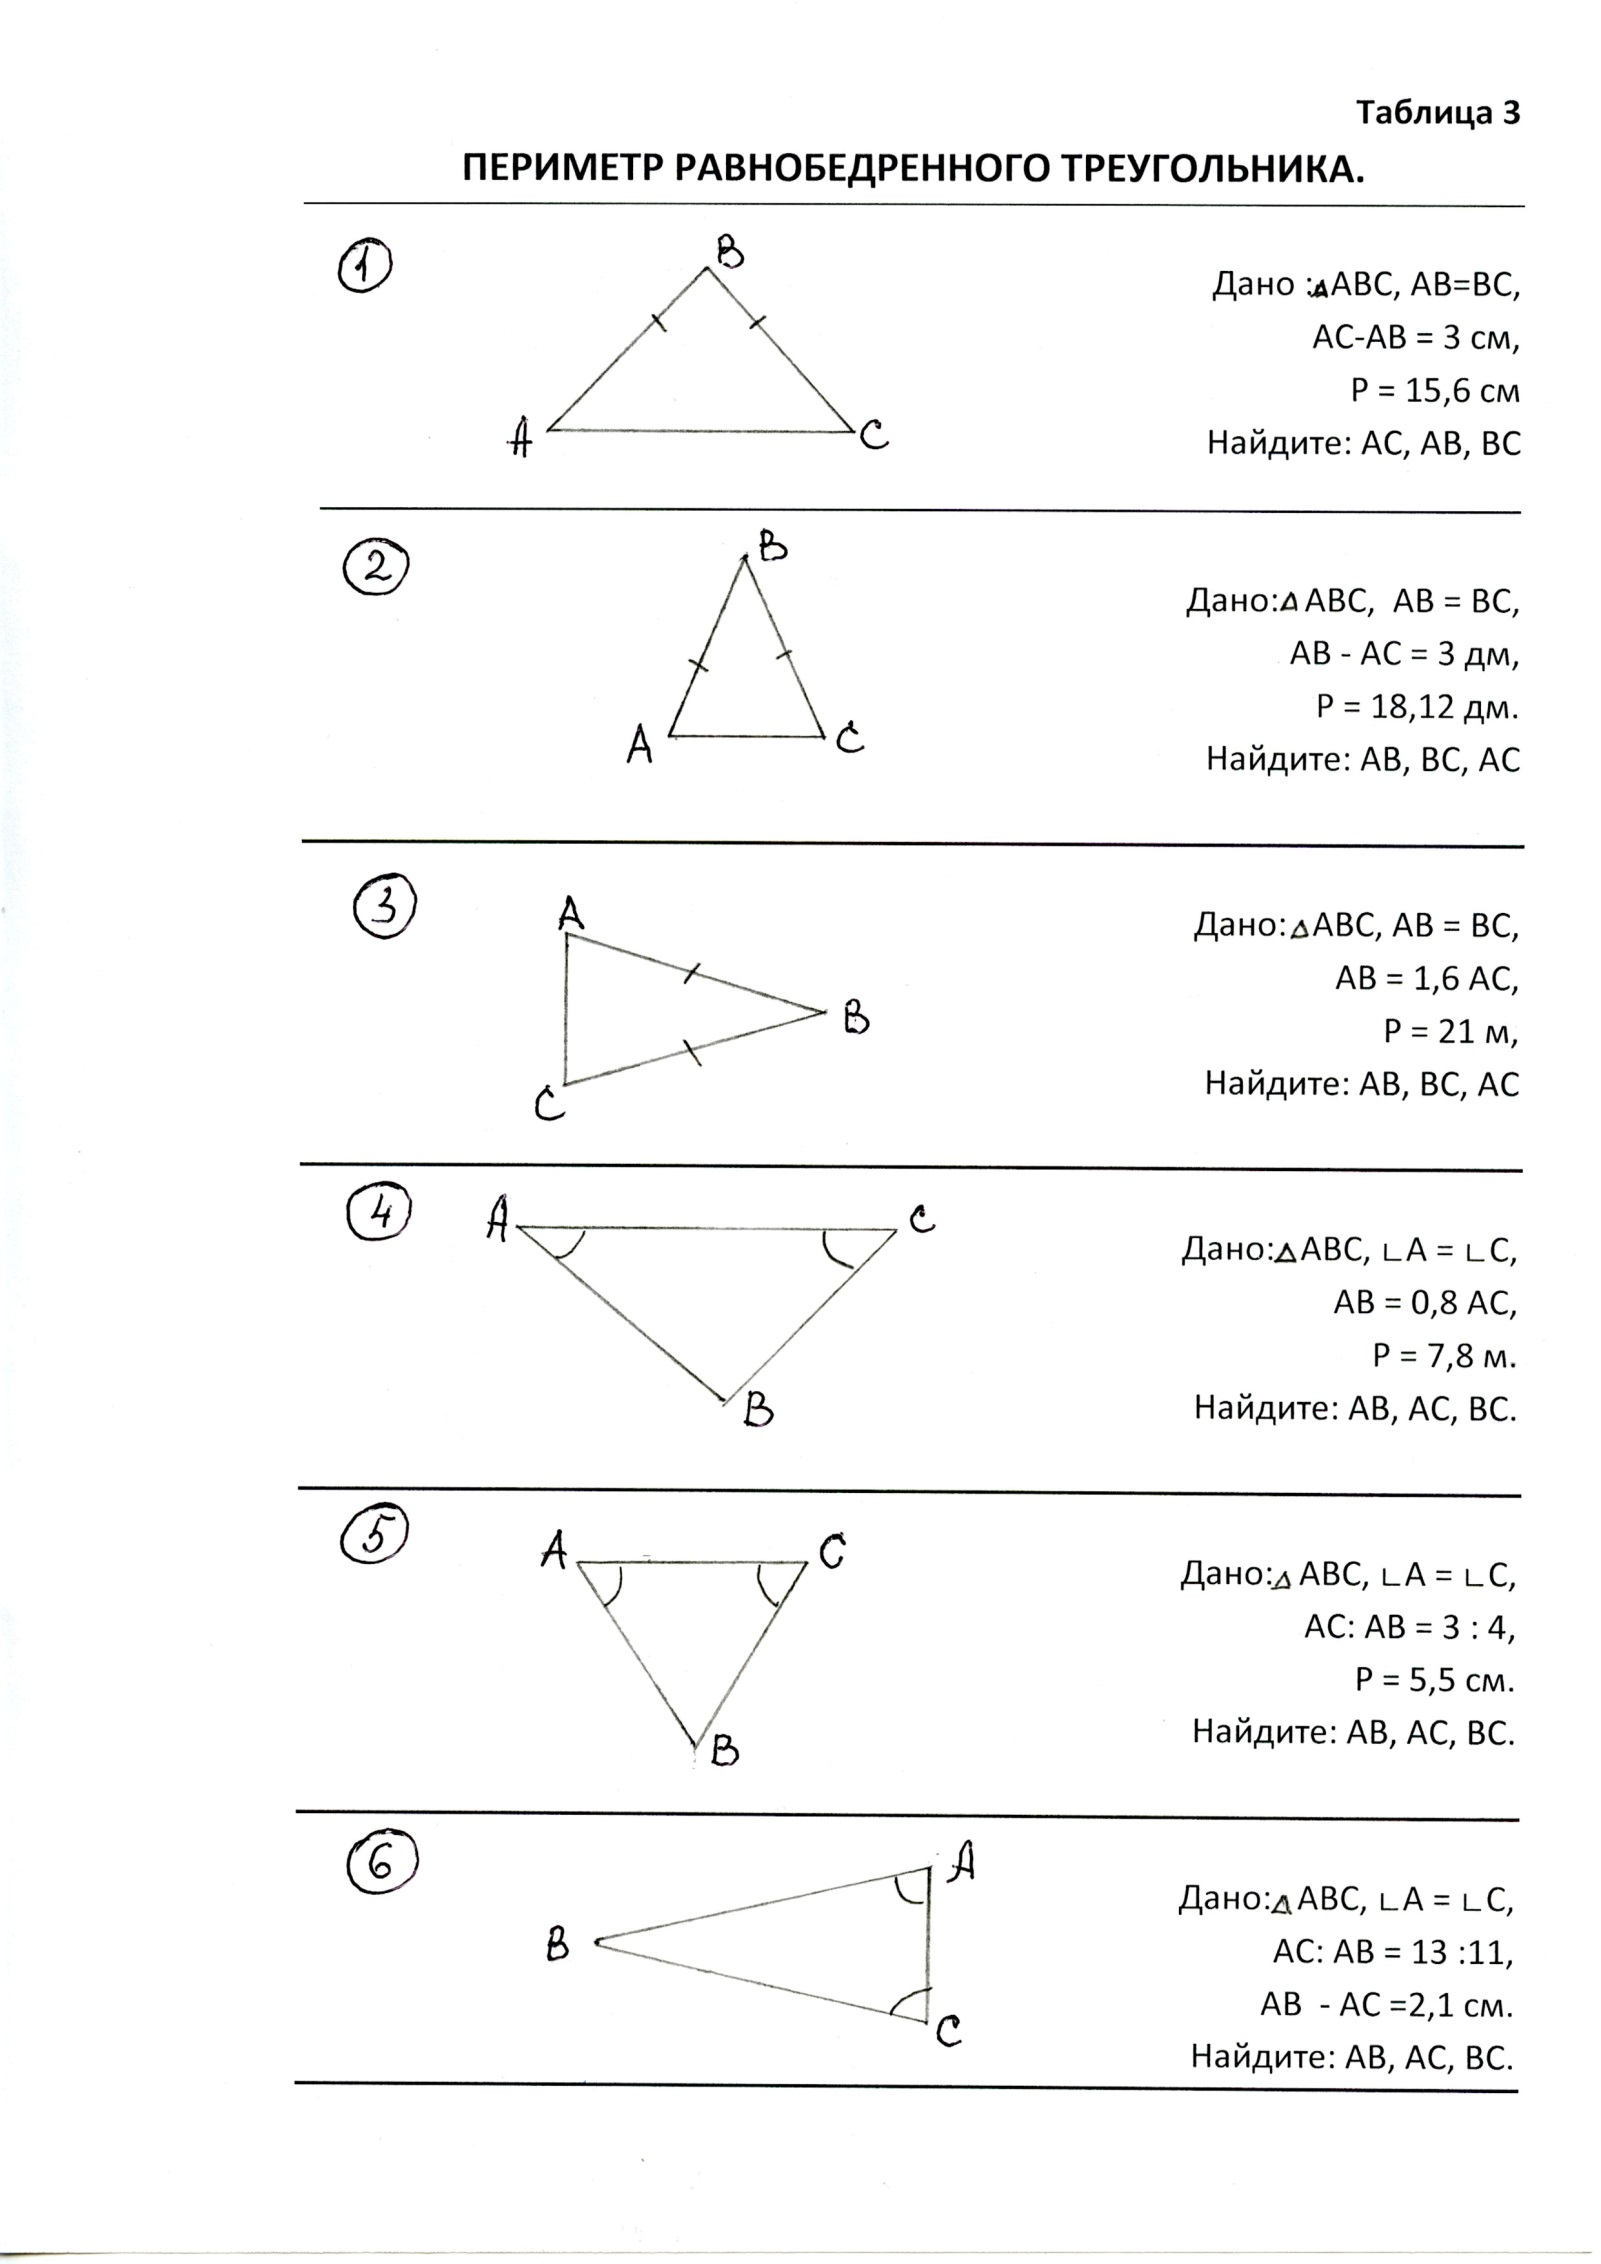 Таблица 3
ПЕРИМЕТР РАВНОБЕДРЕННОГО ТРЕУГОЛЬНИКА.
1
B
A
C
Дано :△ABC, AB=BC,
AC-AB = 3 см,
P = 15,6 см
Найдите: AC, AB, BC
2
B
A
C
Дано:△ ABC, AB = BC,
AB - AC = 3 дм,
P = 18,12 дм.
Найдите: AB, BC, AC
3
A
B
C
Дано:△ABC, AB = BC,
AB = 1,6 AC,
P = 21 м,
Найдите: AB, BC, AC
4
A
C
B
Дано:△ABC, ∟A = ∟C,
AB = 0,8 AC,
P = 7,8 м.
Найдите: AB, AC, BC.
5
A
C
B
Дано:△ ABC, ∟A = ∟C,
AC: AB = 3 : 4,
P = 5,5 см.
Найдите: AB, AC, BC.
6
A
B
C
Дано:△ABC, ∟A = ∟C,
AC: AB = 13 :11,
AB - AC =2,1 см.
Найдите: AB, AC, BC.